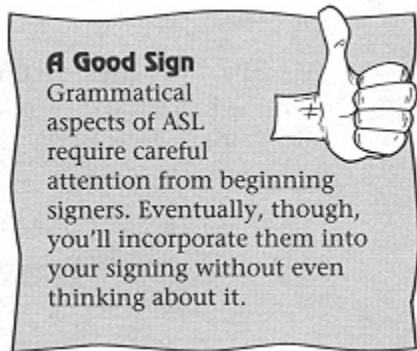 A Good Sign
Grammatical
aspects of ASL
require careful
attention from beginning
signers. Eventually, though,
you'll incorporate them into
your signing without even
thinking about it.